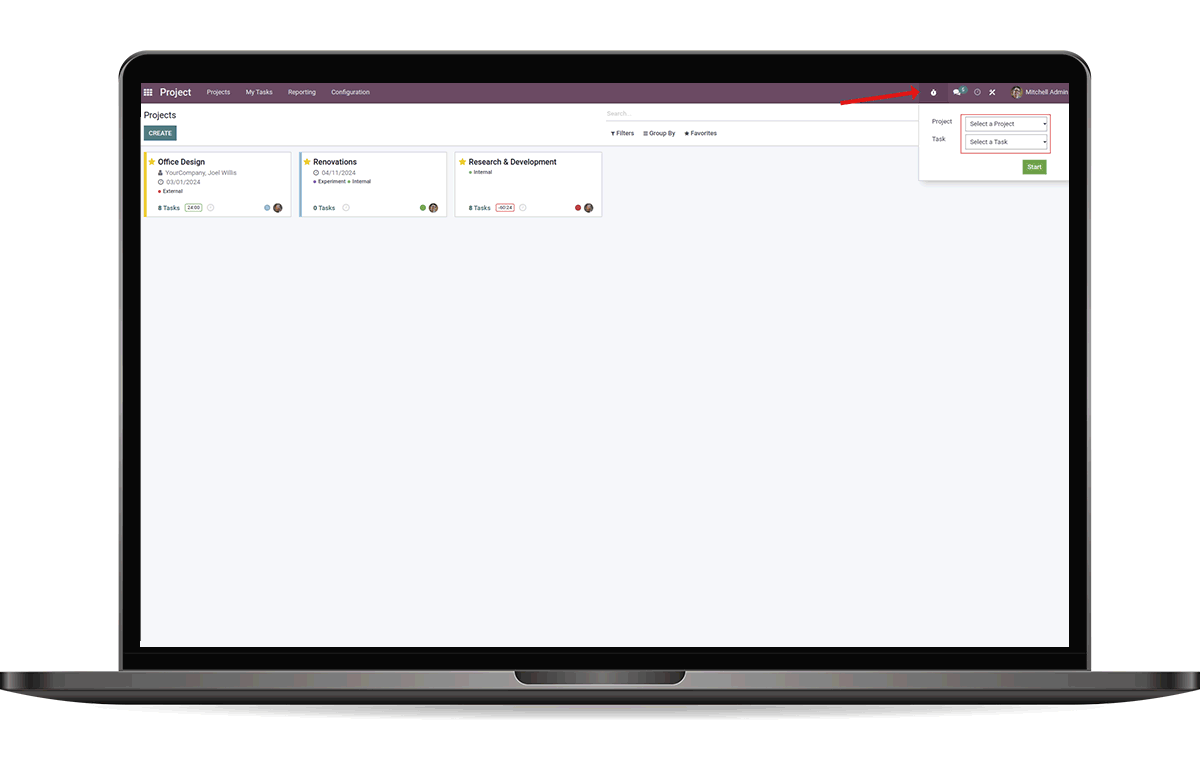 Project Projects My Tasks Reporting Configuration 5 Mitchell Admin
Projects
Search...
CREATE
Filters Group By Favorites
Project Select a Project
Task Select a Task
Start
Office Design
YourCompany, Joel Willis
03/01/2024
External
8 Tasks 24:00
Renovations
04/11/2024
Experiment Internal
0 Tasks
Research & Development
Internal
8 Tasks -60:24